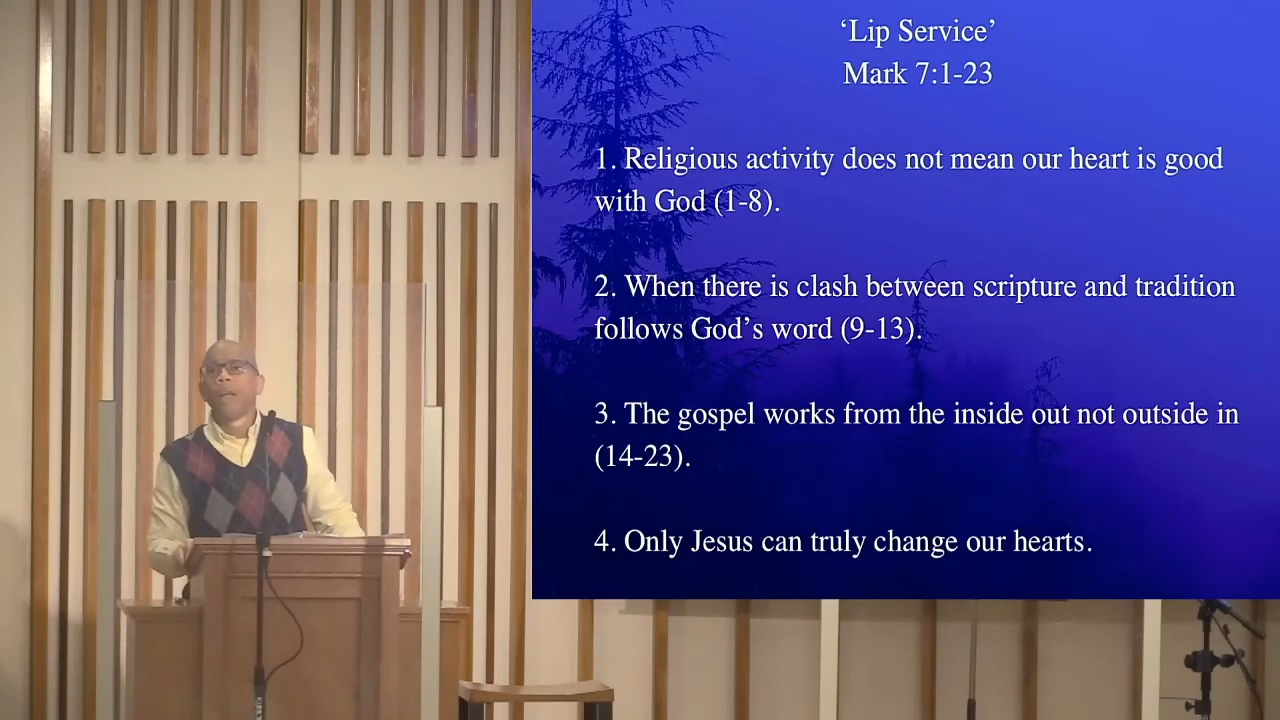 ‘Lip Service’
Mark 7:1-23
1. Religious activity does not mean our heart is good
with God (1-8).
2. When there is clash between scripture and tradition
follows God’s word (9-13).
3. The gospel works from the inside out not outside in
(14-23).
4. Only Jesus can truly change our hearts.